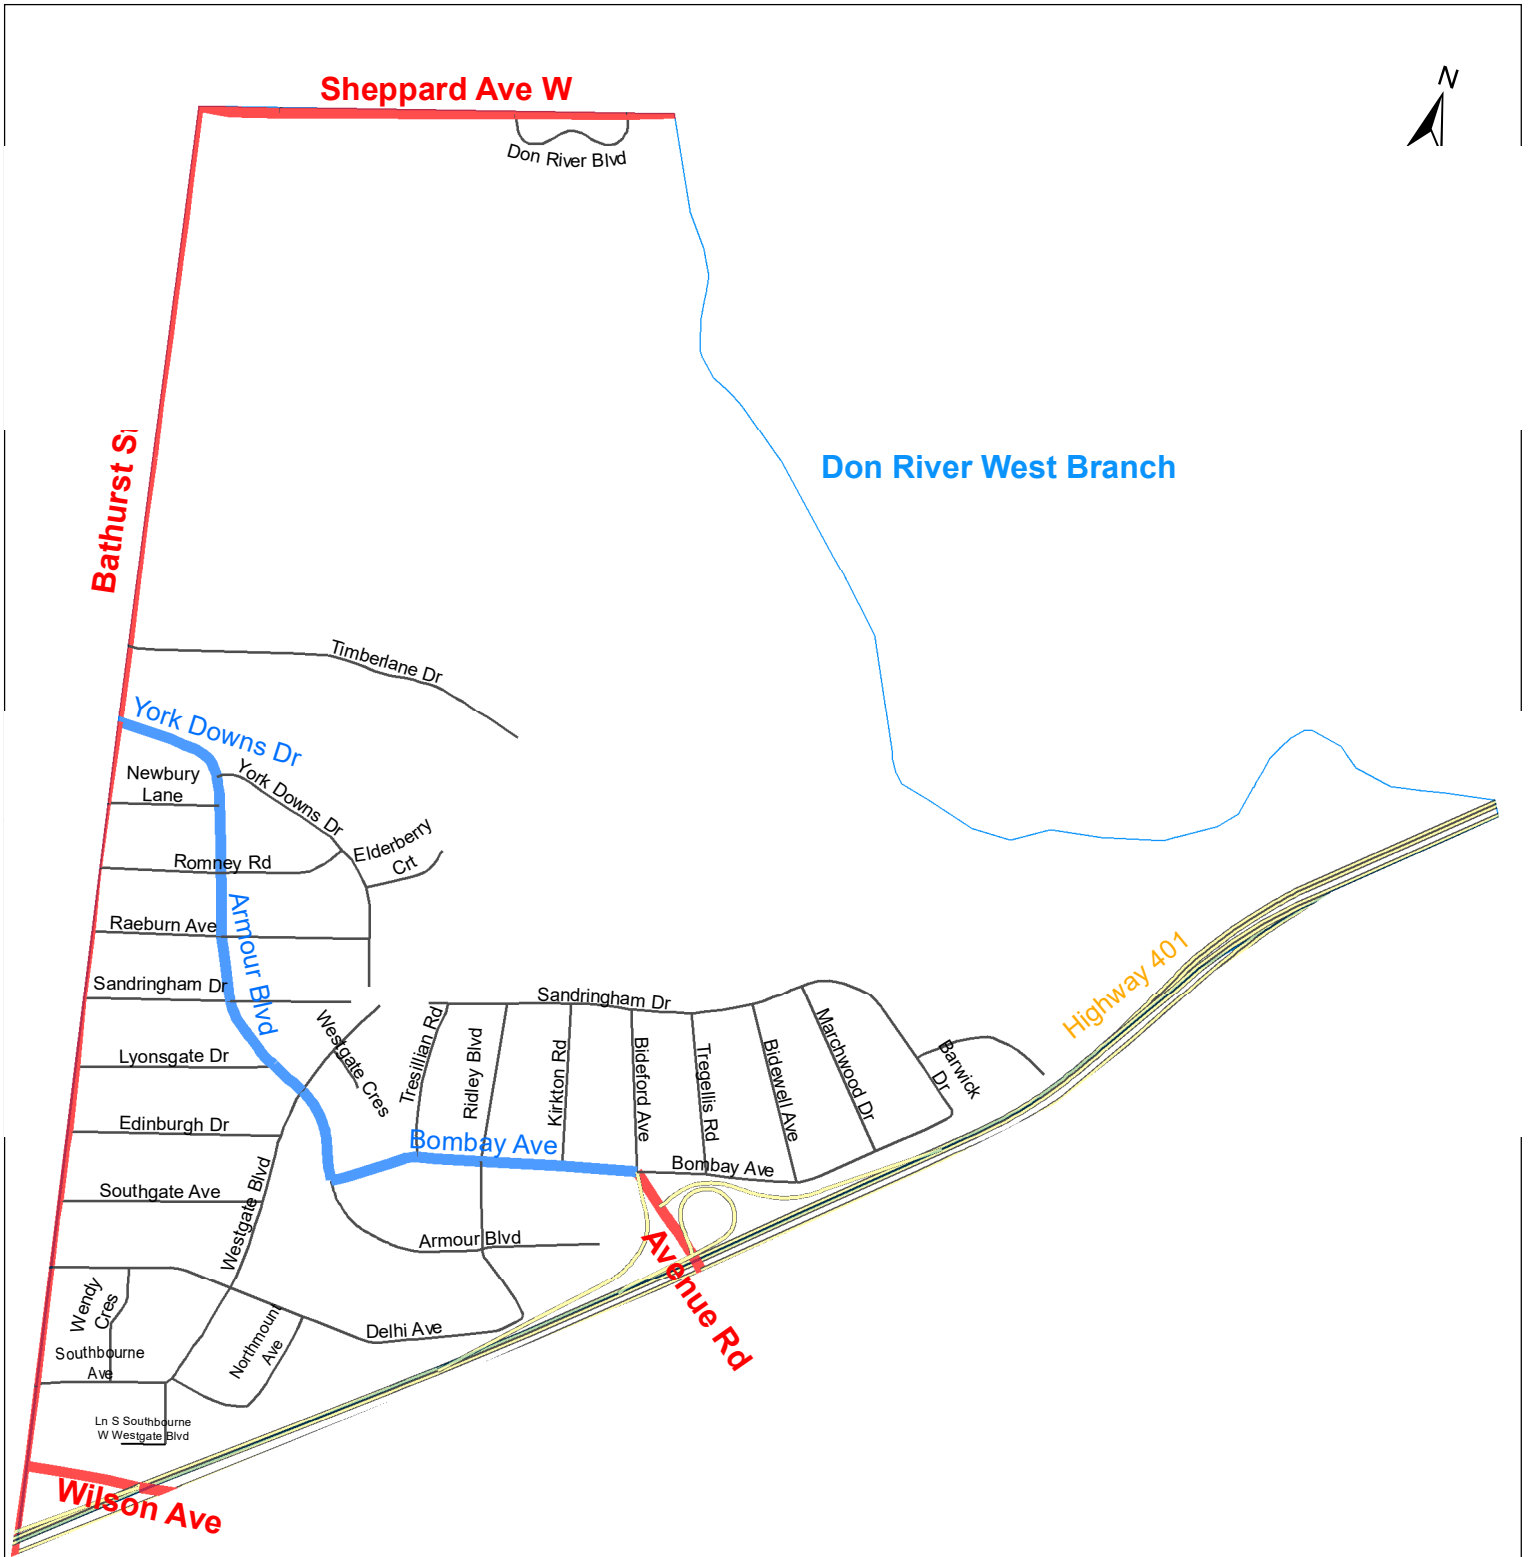 Sheppard Ave W
N
Don River Blvd
Bathurst St
Don River West Branch
Timberlane Dr
York Downs Dr
Newbury
Lane
York Downs Dr
Elderberry
Crt
Romney Rd
Armour Blvd
Raeburn Ave
Highway 401
Sandringham Dr
Sandringham Dr
Westgate Cres
Tresillian Rd
Ridley Blvd
Kirkton Rd
Bideford Ave
Tregellis Rd
Bidewell Ave
Marchwood Dr
Barwick
Dr
Lyonsgate Dr
Edinburgh Dr
Bombay Ave
Bombay Ave
Southgate Ave
Westgate Blvd
Armour Blvd
Avenue Rd
Wendy
Cres
Northmount
Ave
Delhi Ave
Southbourne
Ave
Ln S Southbourne
W Westgate Blvd
Wilson Ave